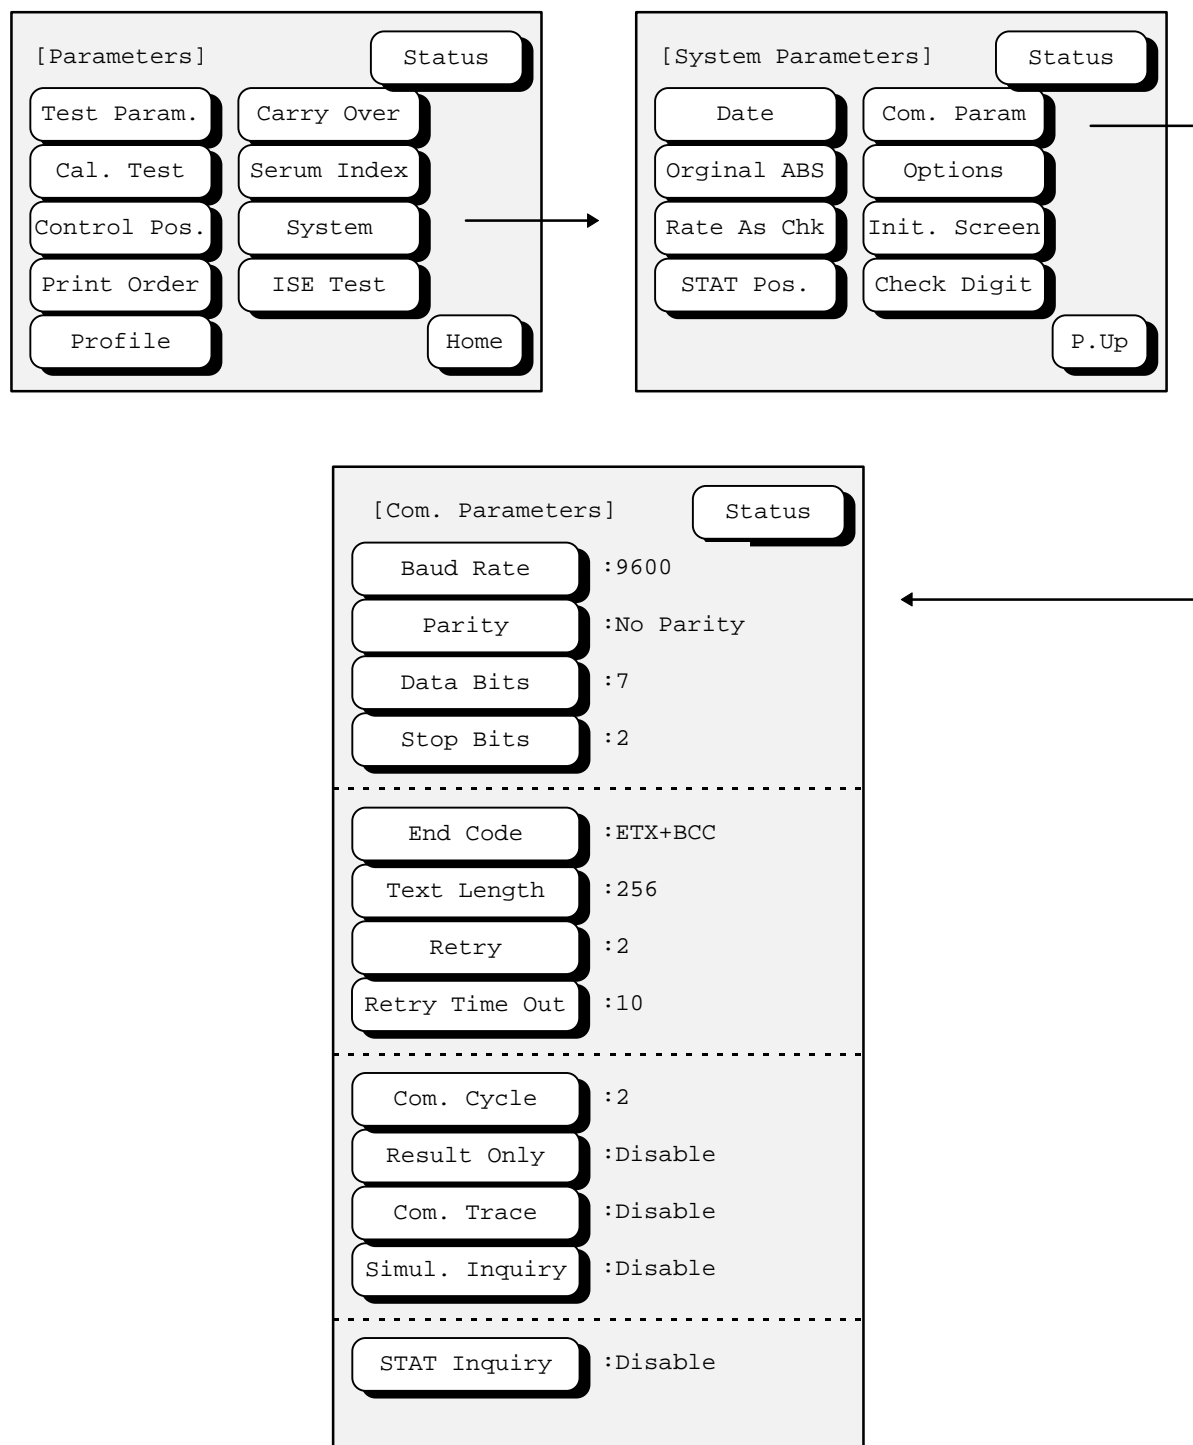 [Parameters] Status
Test Param. Carry Over
Cal. Test Serum Index
Control Pos. System
Print Order ISE Test
Profile Home
[System Parameters] Status
Date Com. Param
Orginal ABS Options
Rate As Chk Init. Screen
STAT Pos. Check Digit
P.Up
[Com. Parameters] Status
Baud Rate :9600
Parity :No Parity
Data Bits :7
Stop Bits :2
End Code :ETX+BCC
Text Length :256
Retry :2
Retry Time Out :10
Com. Cycle :2
Result Only :Disable
Com. Trace :Disable
Simul. Inquiry :Disable
STAT Inquiry :Disable